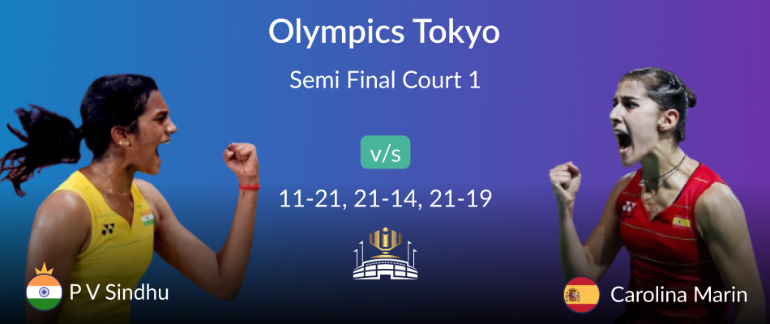 Olympics Tokyo
Semi Final Court 1
v/s
11-21, 21-14, 21-19
P V Sindhu
Carolina Marin